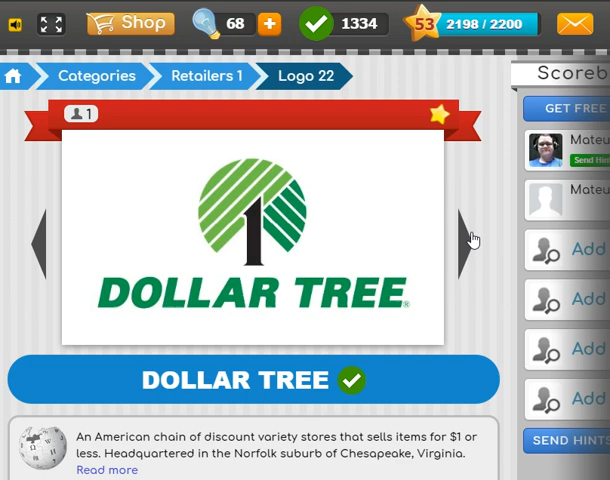 Shop
68
1334
53
2198 / 2200
Categories
Retailers 1
Logo 22
Scoreb
1
GET FREE
Mateu
Send Hin
Mateu
1
DOLLAR TREE®
Add
Add
Add
Add
DOLLAR TREE
SEND HINTS
An American chain of discount variety stores that sells items for $1 or
less. Headquartered in the Norfolk suburb of Chesapeake, Virginia.
Read more